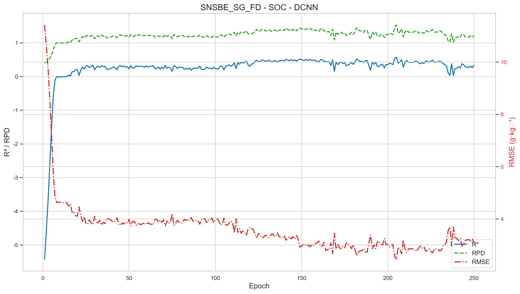 SNSBE_SG_FD - SOC - DCNN
R² / RPD
1
0
-1
-2
-3
-4
-5
10
8
6
4
RMSE (g·kg⁻¹)
0
50
100
150
200
250
Epoch
R²
RPD
RMSE